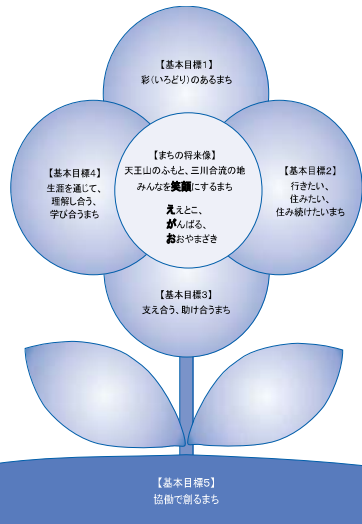 【基本目標1】
彩(いろどり)のあるまち
【まちの将来像】
天王山のふもと、三川合流の地
みんなを笑顔にするまち
ええとこ、
がんばる、
おおやまざき
【基本目標4】
生涯を通じて、
理解し合う、
学び合うまち
【基本目標2】
行きたい、
住みたい、
住み続けたいまち
【基本目標3】
支え合う、助け合うまち
【基本目標5】
協働で創るまち